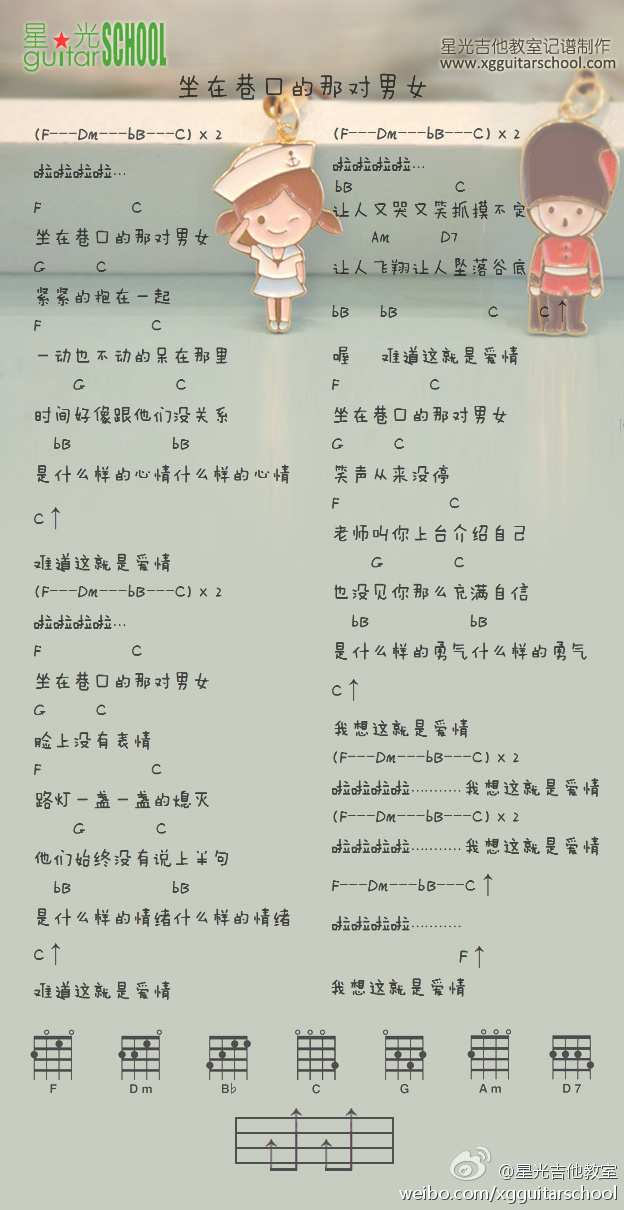 星★光
guitarSCHOOL
星光吉他教室记谱制作
www.xgguitarschool.com
坐在巷口的那对男女
(F---Dm---bB---C) x 2
啦啦啦啦…
F C
坐在巷口的那对男女
G C
紧紧的抱在一起
F C
一动也不动的呆在那里
G C
时间好像跟他们没关系
bB bB
是什么样的心情什么样的心情
C ↑
难道这就是爱情
(F---Dm---bB---C) x 2
啦啦啦啦…
F C
坐在巷口的那对男女
G C
脸上没有表情
F C
路灯一盏一盏的熄灭
G C
他们始终没有说上半句
bB bB
是什么样的情绪什么样的情绪
C ↑
难道这就是爱情
(F---Dm---bB---C) x 2
啦啦啦啦…
bB C
让人又哭又笑抓摸不定
Am D7
让人飞翔让人坠落谷底
bB bB C C ↑
喔 难道这就是爱情
F C
坐在巷口的那对男女
G C
笑声从来没停
F C
老师叫你上台介绍自己
G C
也没见你那么充满自信
bB bB
是什么样的勇气什么样的勇气
C ↑
我想这就是爱情
(F---Dm---bB---C) x 2
啦啦啦啦··········我想这就是爱情
(F---Dm---bB---C) x 2
啦啦啦啦··········我想这就是爱情
F---Dm---bB---C ↑
啦啦啦啦··········
F ↑
我想这就是爱情
F Dm B♭ C G Am D7
@星光吉他教室
weibo.com/xgguitarschool